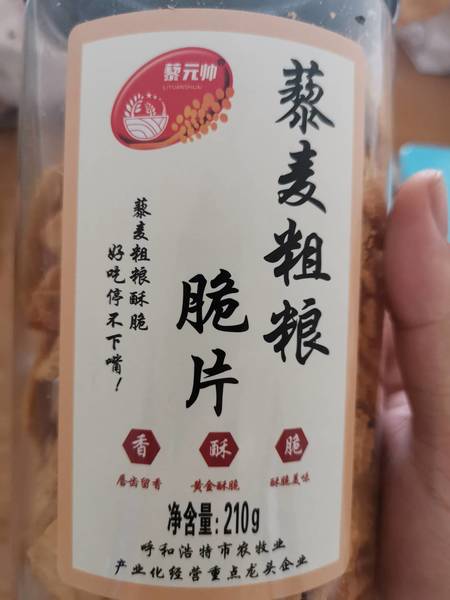 藜元帅
LIYUANSHUAI
藜麦粗粮
脆片
藜麦粗粮酥脆
好吃停不下嘴！
香 酥 脆
唇齿留香 黄金酥脆 酥脆美味
净含量：210g
呼和浩特市农牧业
产业化经营重点龙头企业